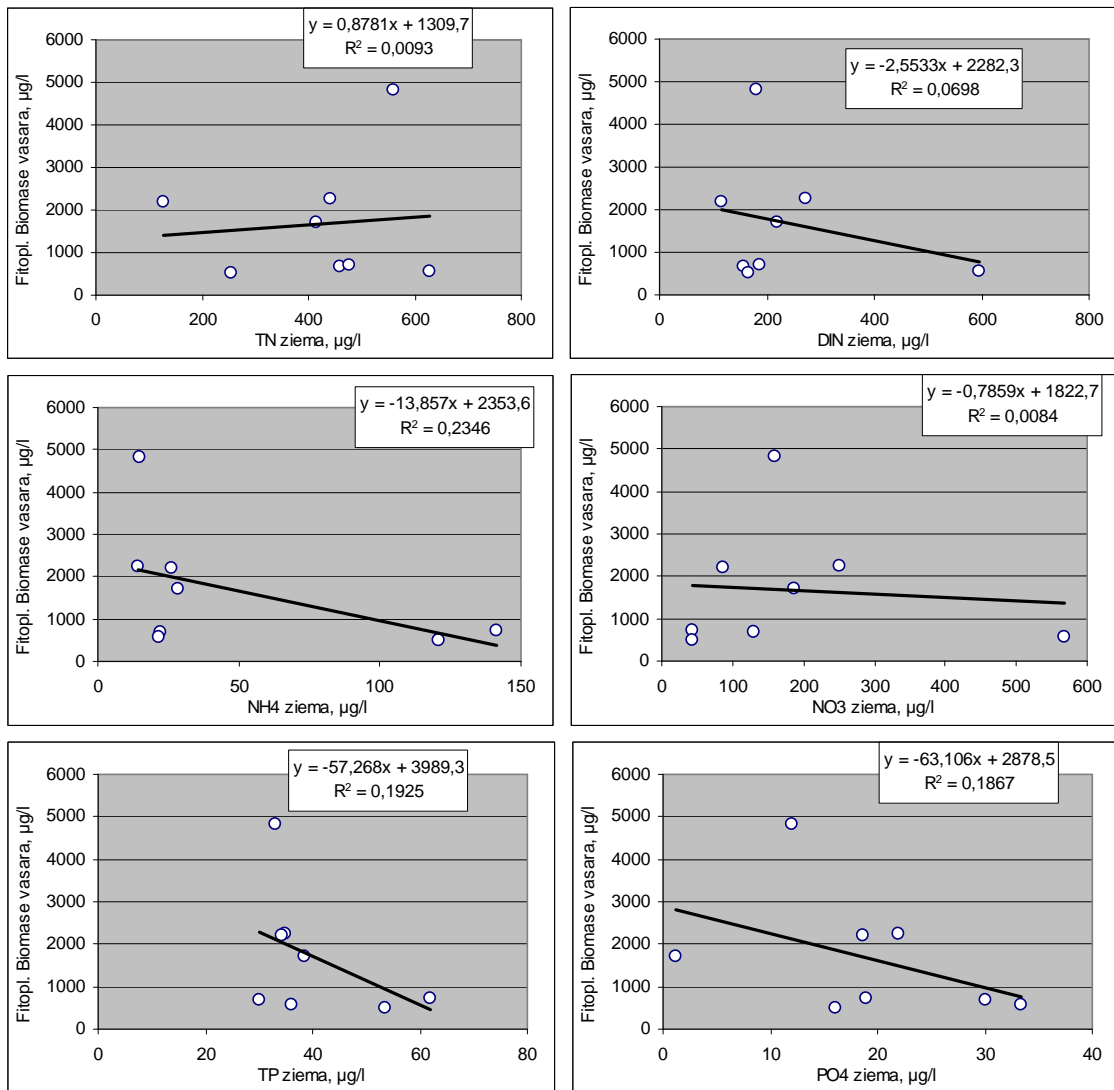 y = 0,8781x + 1309,7
R² = 0,0093
6000
5000
4000
3000
2000
1000
0
Fitopl. Biomase vasara, µg/l
0 200 400 600 800
TN ziema, µg/l
y = -2,5533x + 2282,3
R² = 0,0698
6000
5000
4000
3000
2000
1000
0
Fitopl. Biomase vasara, µg/l
0 200 400 600 800
DIN ziema, µg/l
y = -13,857x + 2353,6
R² = 0,2346
6000
5000
4000
3000
2000
1000
0
Fitopl. Biomase vasara, µg/l
0 50 100 150
NH4 ziema, µg/l
y = -0,7859x + 1822,7
R² = 0,0084
6000
5000
4000
3000
2000
1000
0
Fitopl. Biomase vasara, µg/l
0 100 200 300 400 500 600
NO3 ziema, µg/l
y = -57,268x + 3989,3
R² = 0,1925
6000
5000
4000
3000
2000
1000
0
Fitopl. Biomase vasara, µg/l
0 20 40 60 80
TP ziema, µg/l
y = -63,106x + 2878,5
R² = 0,1867
6000
5000
4000
3000
2000
1000
0
Fitopl. Biomase vasara, µg/l
0 10 20 30 40
PO4 ziema, µg/l